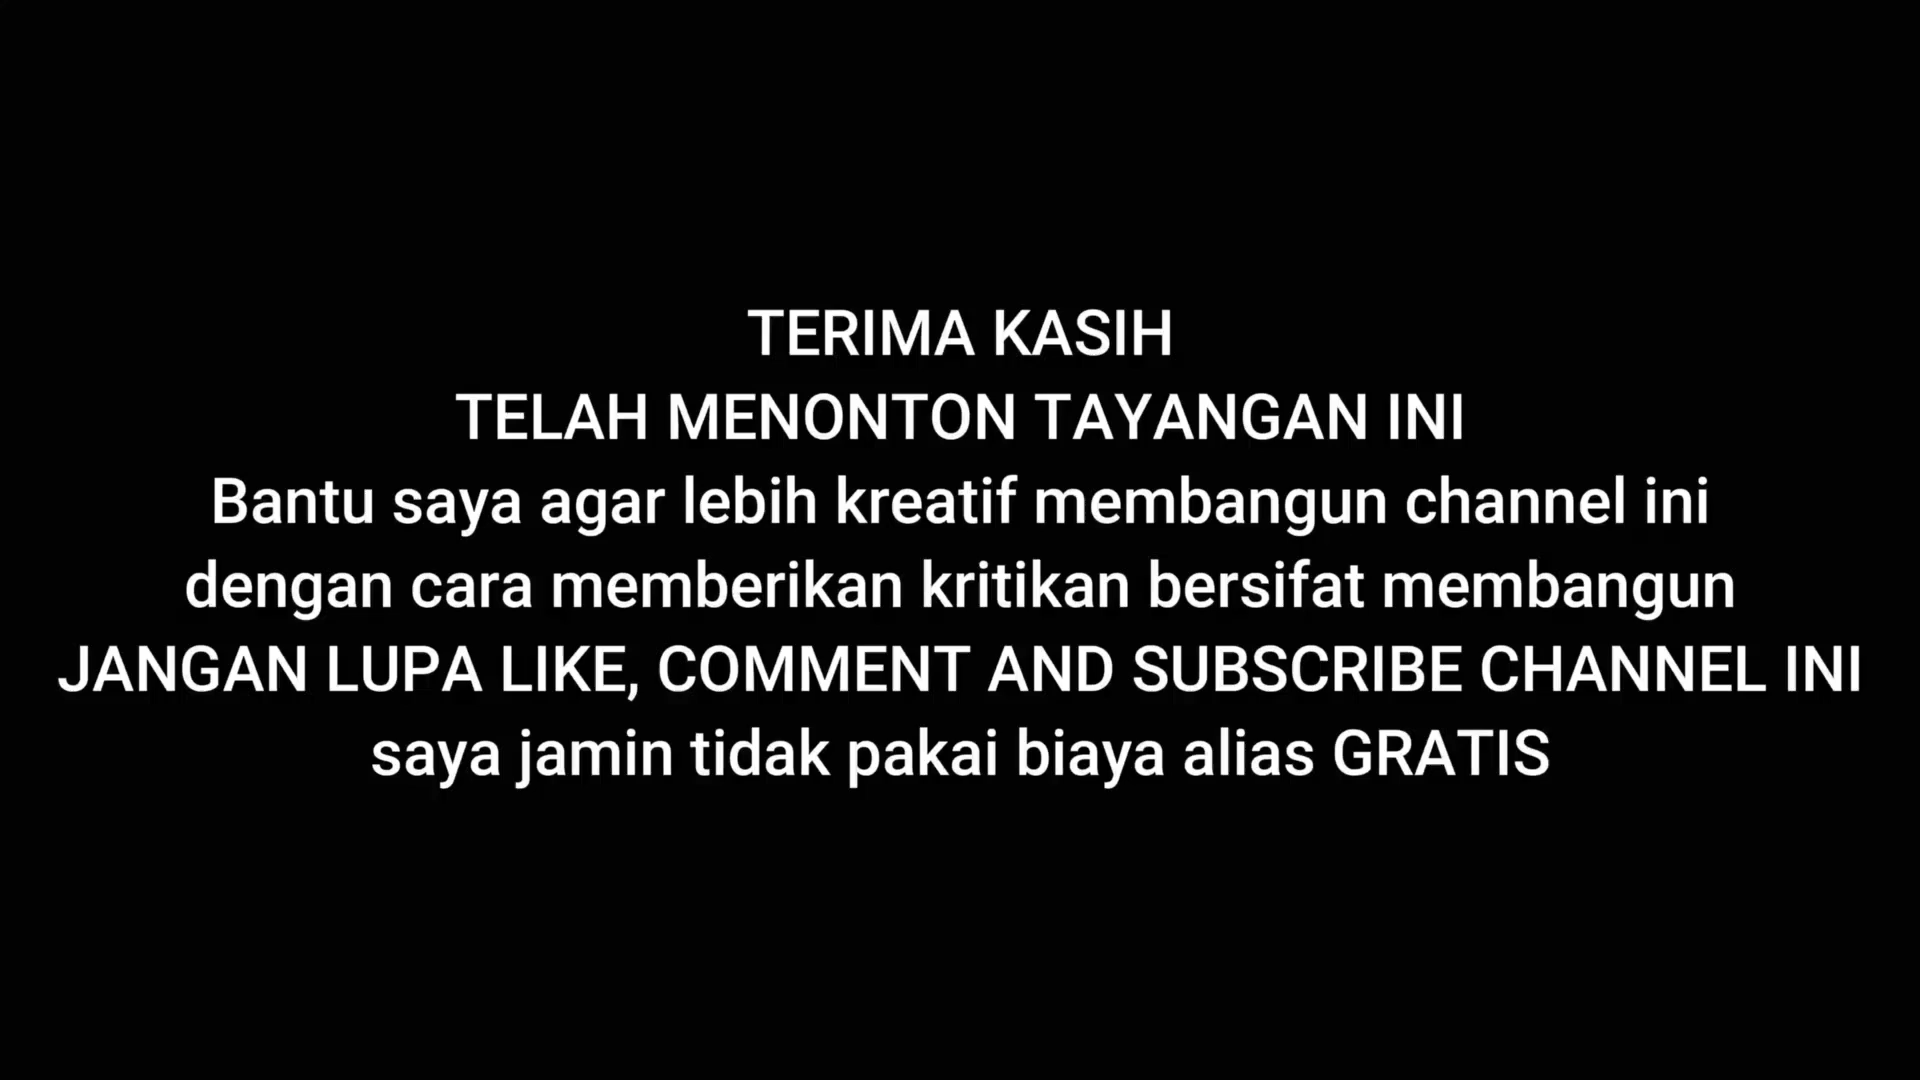 TERIMA KASIH
TELAH MENONTON TAYANGAN INI
Bantu saya agar lebih kreatif membangun channel ini
dengan cara memberikan kritikan bersifat membangun
JANGAN LUPA LIKE, COMMENT AND SUBSCRIBE CHANNEL INI
saya jamin tidak pakai biaya alias GRATIS